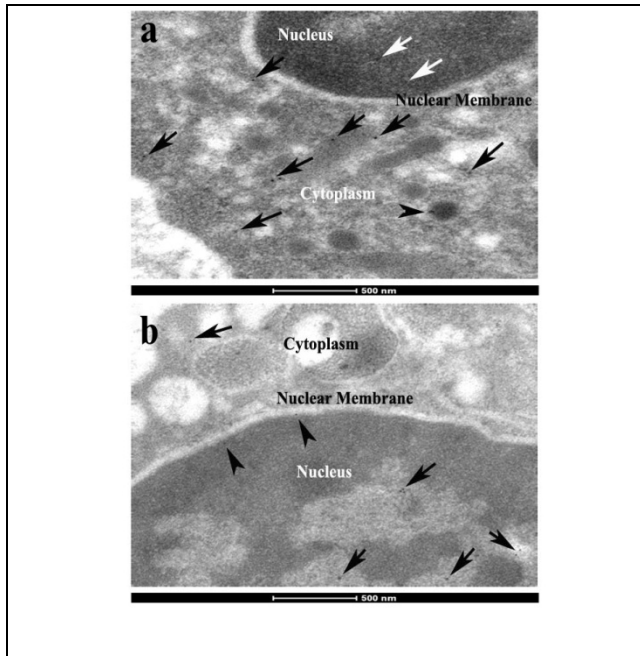 a
Nucleus
Nuclear Membrane
Cytoplasm
500 nm
b
Cytoplasm
Nuclear Membrane
Nucleus
500 nm